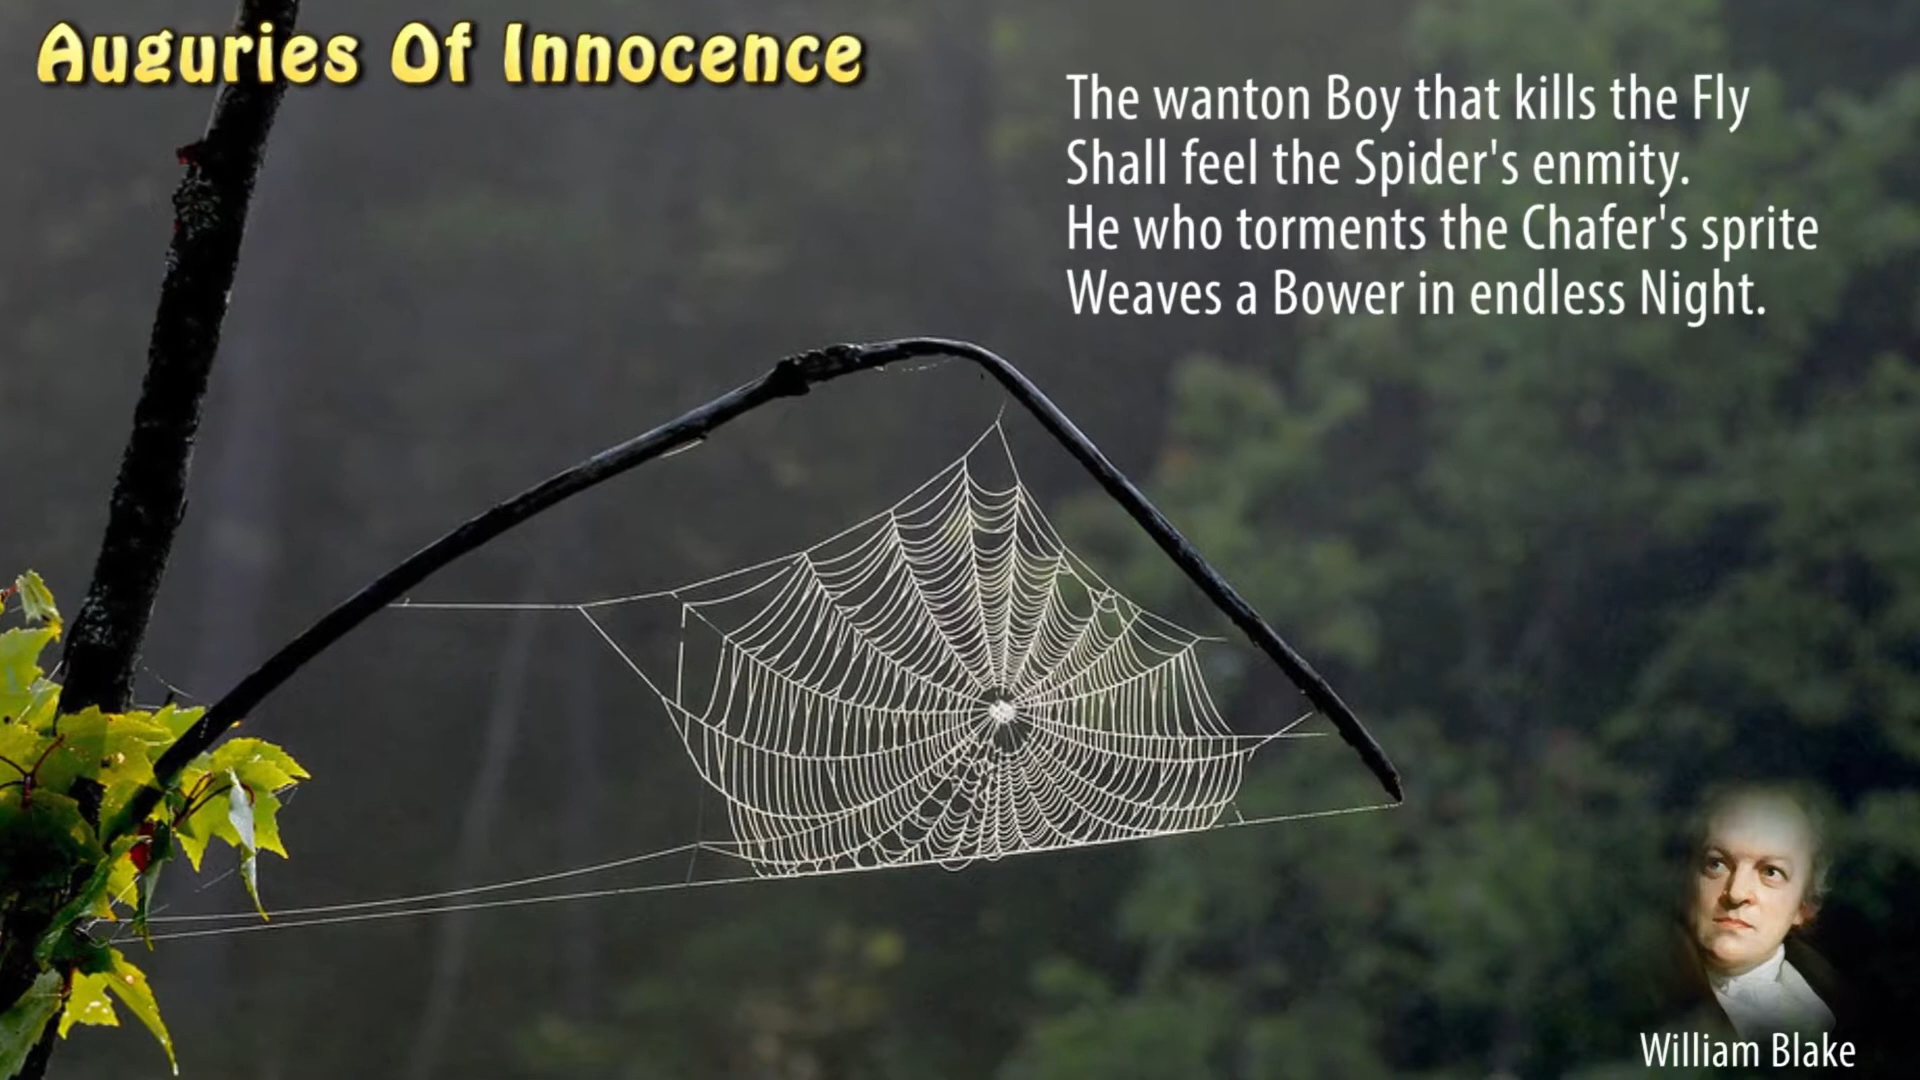 Auguries Of Innocence
The wanton Boy that kills the Fly
Shall feel the Spider's enmity.
He who torments the Chafer's sprite
Weaves a Bower in endless Night.
William Blake